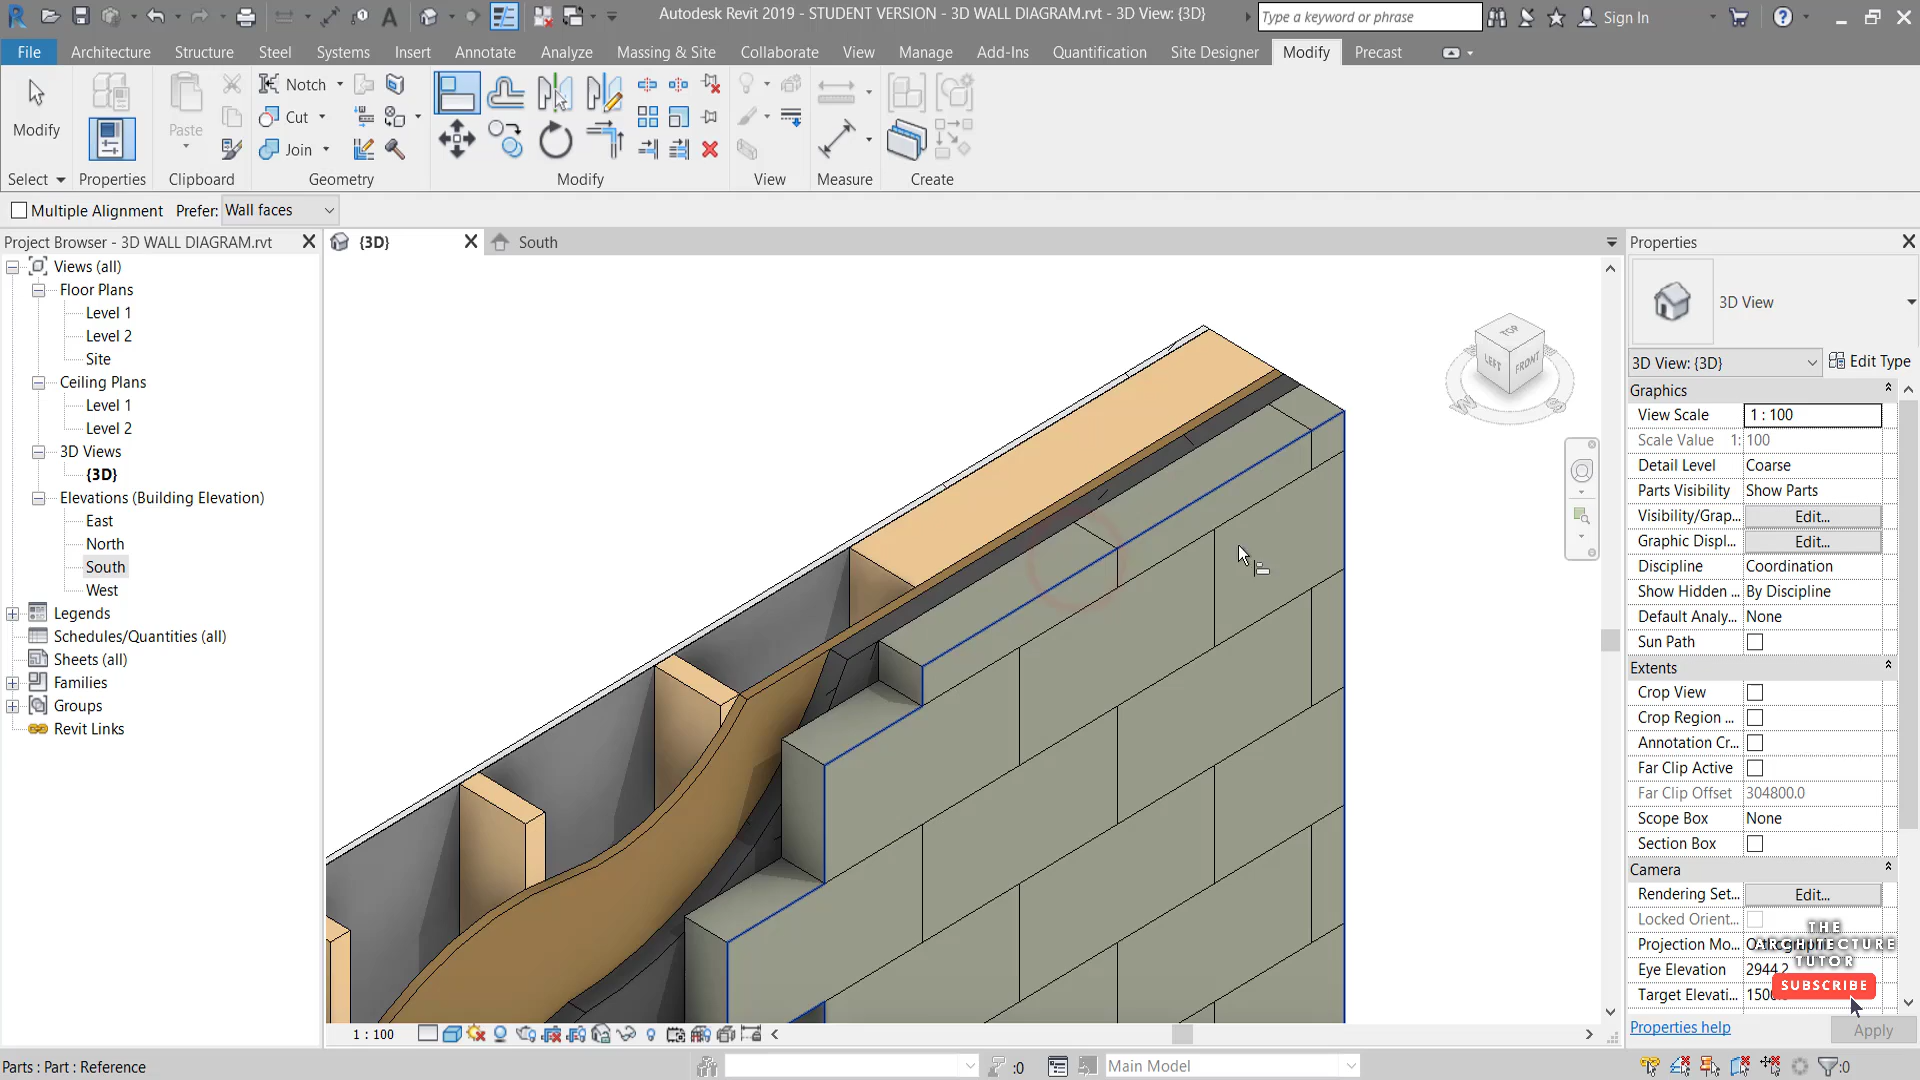 Autodesk Revit 2019 - STUDENT VERSION - 3D WALL DIAGRAM.rvt - 3D View: {3D}
Type a keyword or phrase
Sign In
File Architecture Structure Steel Systems Insert Annotate Analyze Massing & Site Collaborate View Manage Add-Ins Quantification Site Designer Modify Precast
Modify
Paste
Notch
Cut
Join
Select Properties Clipboard Geometry Modify View Measure Create
Multiple Alignment Prefer: Wall faces
Project Browser - 3D WALL DIAGRAM.rvt
Views (all)
Floor Plans
Level 1
Level 2
Site
Ceiling Plans
Level 1
Level 2
3D Views
{3D}
Elevations (Building Elevation)
East
North
South
West
Legends
Schedules/Quantities (all)
Sheets (all)
Families
Groups
Revit Links
{3D}
South
TOP
LEFT
FRONT
W
S
Properties
3D View
3D View: {3D} Edit Type
Graphics
View Scale 1 : 100
Scale Value 1: 100
Detail Level Coarse
Parts Visibility Show Parts
Visibility/Grap... Edit...
Graphic Displ... Edit...
Discipline Coordination
Show Hidden ... By Discipline
Default Analy... None
Sun Path
Extents
Crop View
Crop Region ...
Annotation Cr...
Far Clip Active
Far Clip Offset 304800.0
Scope Box None
Section Box
Camera
Rendering Set... Edit...
Locked Orient...
Projection Mo...
Eye Elevation 2944.2
Target Elevati...
THE
ARCHITECTURE
TUTOR
SUBSCRIBE
Properties help
Apply
1 : 100
Parts : Part : Reference
:0
Main Model
:0